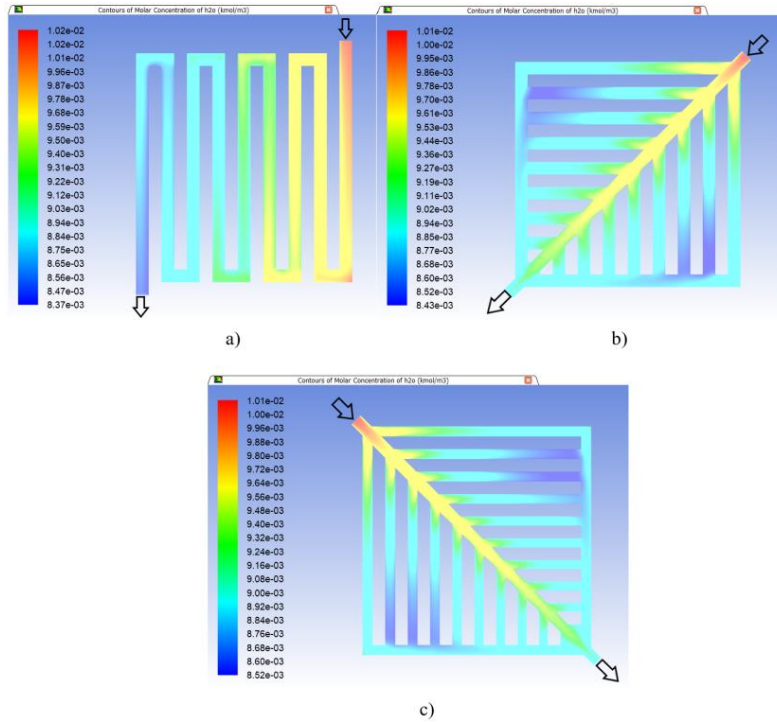 Contours of Molar Concentration of h2o (kmol/m3)
1.02e-02
1.02e-02
1.01e-02
9.96e-03
9.87e-03
9.78e-03
9.68e-03
9.59e-03
9.50e-03
9.40e-03
9.31e-03
9.22e-03
9.12e-03
9.03e-03
8.94e-03
8.84e-03
8.75e-03
8.66e-03
8.56e-03
8.47e-03
8.37e-03
a)
Contours of Molar Concentration of h2o (kmol/m3)
1.01e-02
1.01e-02
9.96e-03
9.88e-03
9.79e-03
9.71e-03
9.62e-03
9.53e-03
9.45e-03
9.36e-03
9.28e-03
9.19e-03
9.11e-03
9.02e-03
8.94e-03
8.85e-03
8.77e-03
8.68e-03
8.60e-03
8.52e-03
8.43e-03
b)
Contours of Molar Concentration of h2o (kmol/m3)
1.01e-02
1.00e-02
9.96e-03
9.88e-03
9.80e-03
9.72e-03
9.64e-03
9.56e-03
9.48e-03
9.40e-03
9.32e-03
9.24e-03
9.16e-03
9.08e-03
9.00e-03
8.92e-03
8.84e-03
8.76e-03
8.68e-03
8.60e-03
8.52e-03
c)